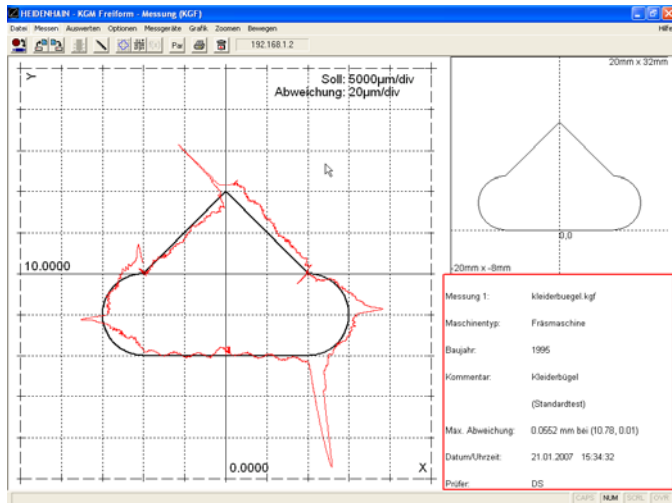 HEIDENHAIN - KGM Freiform - Messung (KGF)
Datei Messen Auswerten Optionen Messgeräte Grafik Zoomen Bewegen Hilfe
Par 192.168.1.2
Y
Soll: 5000µm/div
Abweichung: 20µm/div
10.0000
0.0000 X
20mm x 32mm
0,0
-20mm x -8mm
Messung 1: kleiderbuegel.kgf
Maschinentyp: Fräsmaschine
Baujahr: 1995
Kommentar: Kleiderbügel
(Standardtest)
Max. Abweichung: 0.0552 mm bei (10.78, 0.01)
Datum/Uhrzeit: 21.01.2007 15:34:32
Prüfer: DS
CAPS NUM SCRL OVR